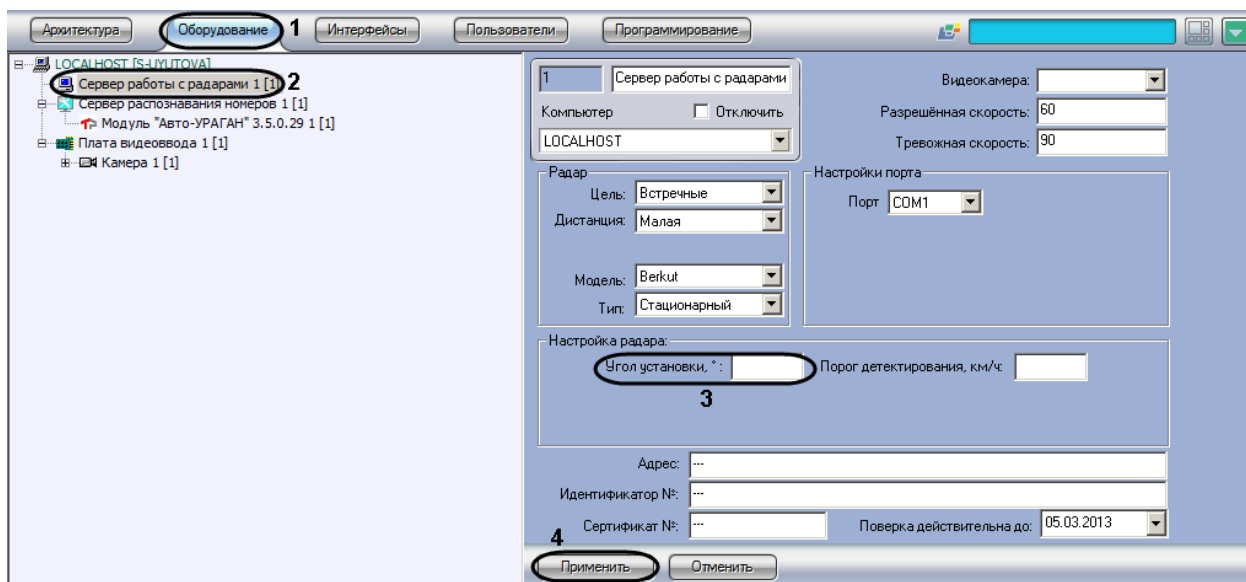 Архитектура Оборудование 1 Интерфейсы Пользователи Программирование
LOCALHOST [S-UYUTOVA]
Сервер работы с радарами 1 [1] 2
Сервер распознавания номеров 1 [1]
Модуль "Авто-УРАГАН" 3.5.0.29 1 [1]
Плата видеоввода 1 [1]
Камера 1 [1]
1 Сервер работы с радарами
Компьютер Отключить
LOCALHOST
Видеокамера:
Разрешённая скорость: 60
Тревожная скорость: 90
Радар
Цель: Встречные
Дистанция: Малая
Модель: Berkut
Тип: Стационарный
Настройки порта
Порт COM1
Настройка радара:
Угол установки, ° : Порог детектирования, км/ч:
3
Адрес: ---
Идентификатор №: ---
Сертификат №: --- Поверка действительна до: 05.03.2013
4
Применить Отменить